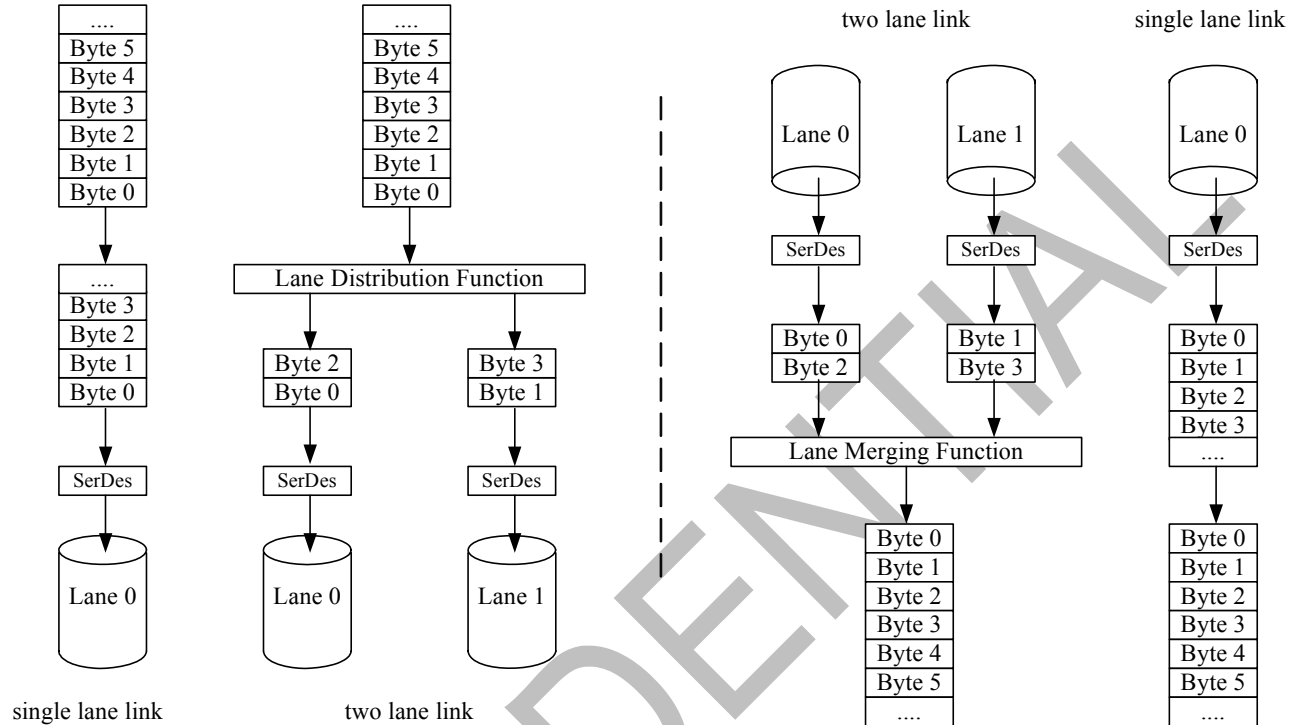 ....
Byte 5
Byte 4
Byte 3
Byte 2
Byte 1
Byte 0
....
Byte 3
Byte 2
Byte 1
Byte 0
SerDes
Lane 0
single lane link
....
Byte 5
Byte 4
Byte 3
Byte 2
Byte 1
Byte 0
Lane Distribution Function
Byte 2
Byte 0
SerDes
Lane 0
Byte 3
Byte 1
SerDes
Lane 1
two lane link
two lane link
Lane 0
SerDes
Byte 0
Byte 2
Lane 1
SerDes
Byte 1
Byte 3
Lane Merging Function
Byte 0
Byte 1
Byte 2
Byte 3
Byte 4
Byte 5
....
single lane link
Lane 0
SerDes
Byte 0
Byte 1
Byte 2
Byte 3
....
Byte 0
Byte 1
Byte 2
Byte 3
Byte 4
Byte 5
....
DENTIAL